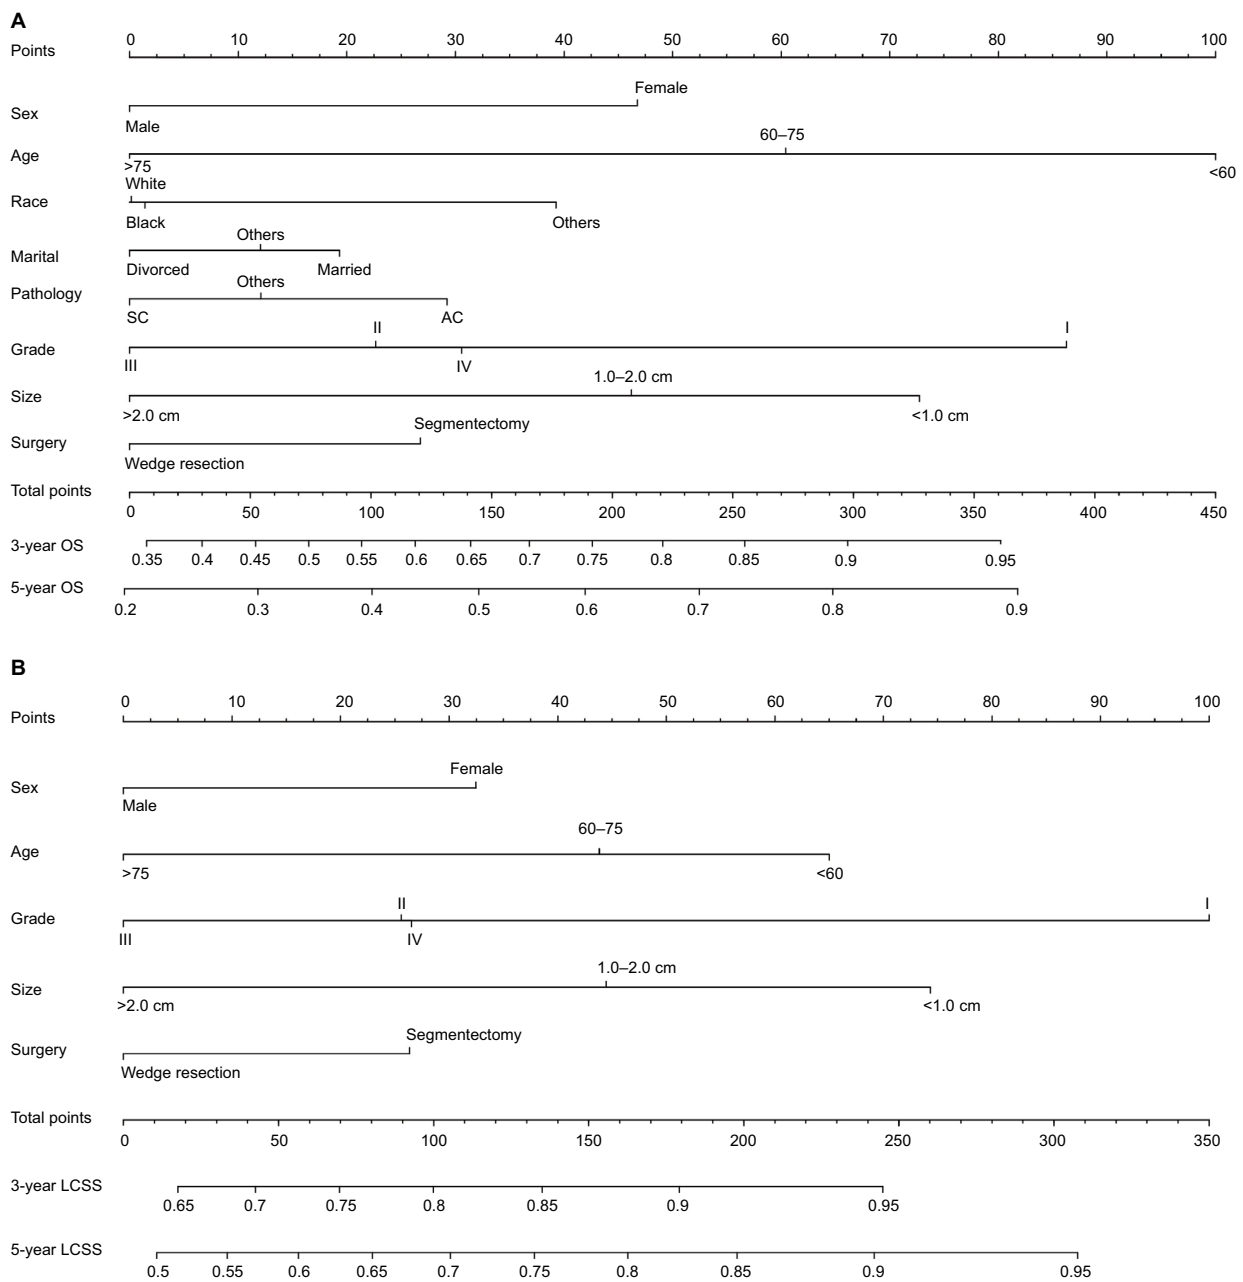 A
0 10 20 30 40 50 60 70 80 90 100
Points
Female
Sex
Male
60–75
Age
>75
<60
White
Race
Black Others
Others
Marital
Divorced Married
Others
Pathology
SC AC
II I
Grade
III IV
1.0–2.0 cm
Size
>2.0 cm <1.0 cm
Segmentectomy
Surgery
Wedge resection
Total points
0 50 100 150 200 250 300 350 400 450
3-year OS
0.35 0.4 0.45 0.5 0.55 0.6 0.65 0.7 0.75 0.8 0.85 0.9 0.95
5-year OS
0.2 0.3 0.4 0.5 0.6 0.7 0.8 0.9
B
0 10 20 30 40 50 60 70 80 90 100
Points
Female
Sex
Male
60–75
Age
>75 <60
II I
Grade
III IV
1.0–2.0 cm
Size
>2.0 cm <1.0 cm
Segmentectomy
Surgery
Wedge resection
Total points
0 50 100 150 200 250 300 350
3-year LCSS
0.65 0.7 0.75 0.8 0.85 0.9 0.95
5-year LCSS
0.5 0.55 0.6 0.65 0.7 0.75 0.8 0.85 0.9 0.95